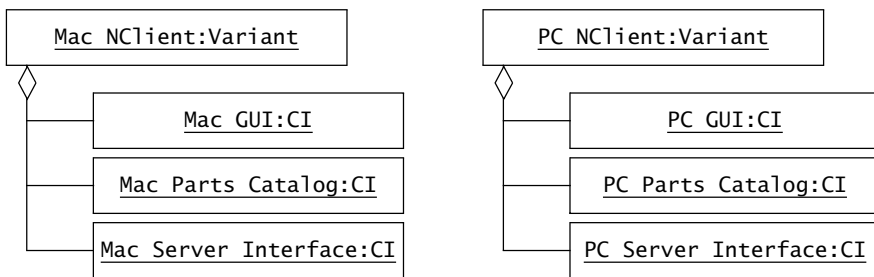 Mac NClient:Variant
Mac GUI:CI
Mac Parts Catalog:CI
Mac Server Interface:CI
PC NClient:Variant
PC GUI:CI
PC Parts Catalog:CI
PC Server Interface:CI